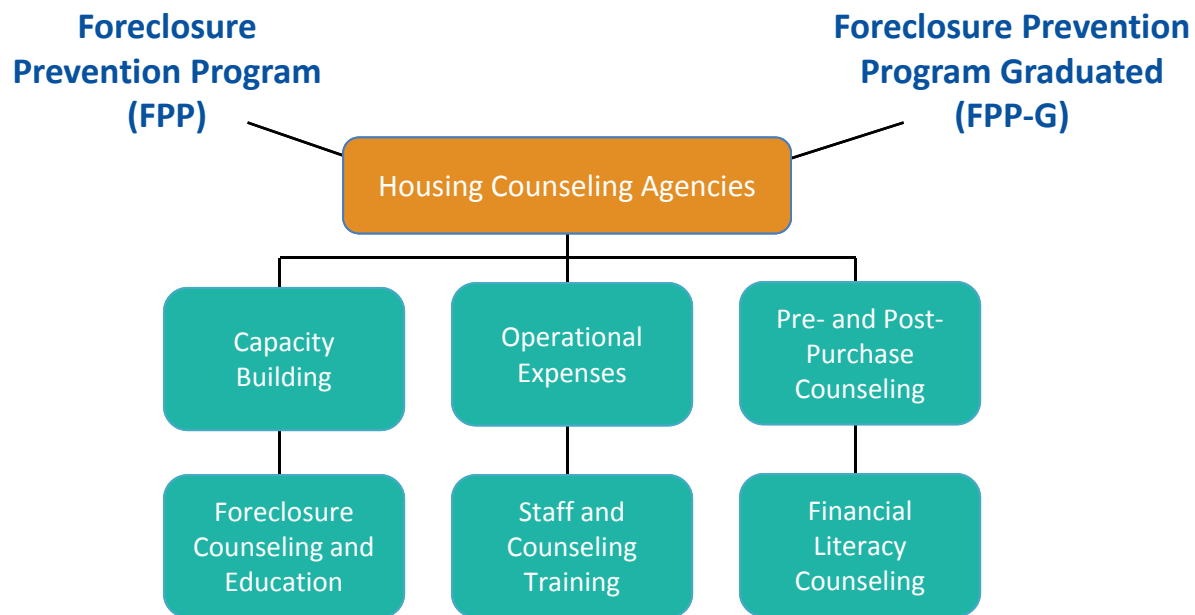 Foreclosure
Prevention Program
(FPP)
Foreclosure Prevention
Program Graduated
(FPP-G)
Housing Counseling Agencies
Capacity
Building
Operational
Expenses
Pre- and Post-
Purchase
Counseling
Foreclosure
Counseling and
Education
Staff and
Counseling
Training
Financial
Literacy
Counseling